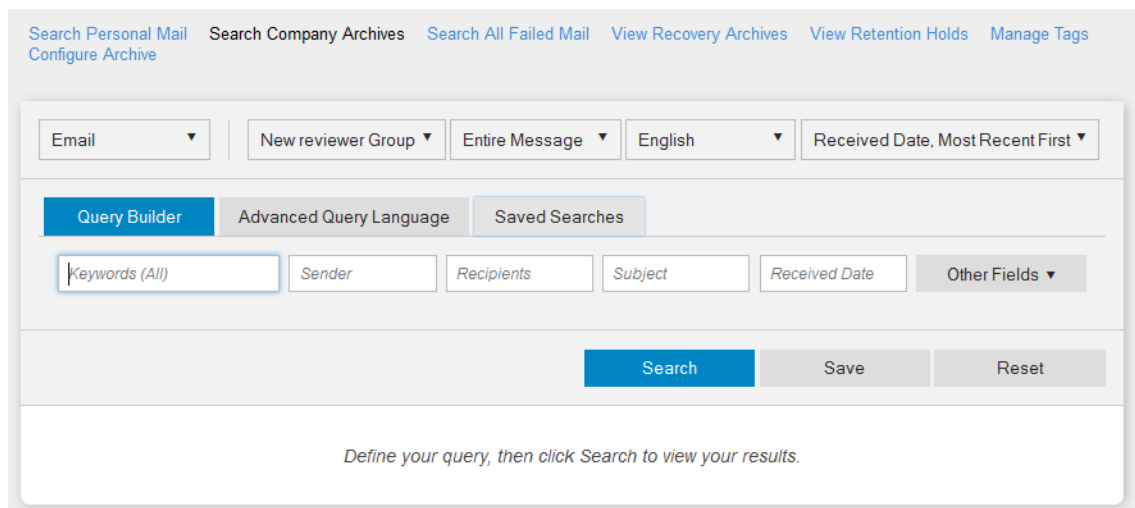 Search Personal Mail Search Company Archives Search All Failed Mail View Recovery Archives View Retention Holds Manage Tags
Configure Archive
Email ▼ New reviewer Group ▼ Entire Message ▼ English ▼ Received Date, Most Recent First ▼
Query Builder Advanced Query Language Saved Searches
Keywords (All) Sender Recipients Subject Received Date Other Fields ▼
Search Save Reset
Define your query, then click Search to view your results.